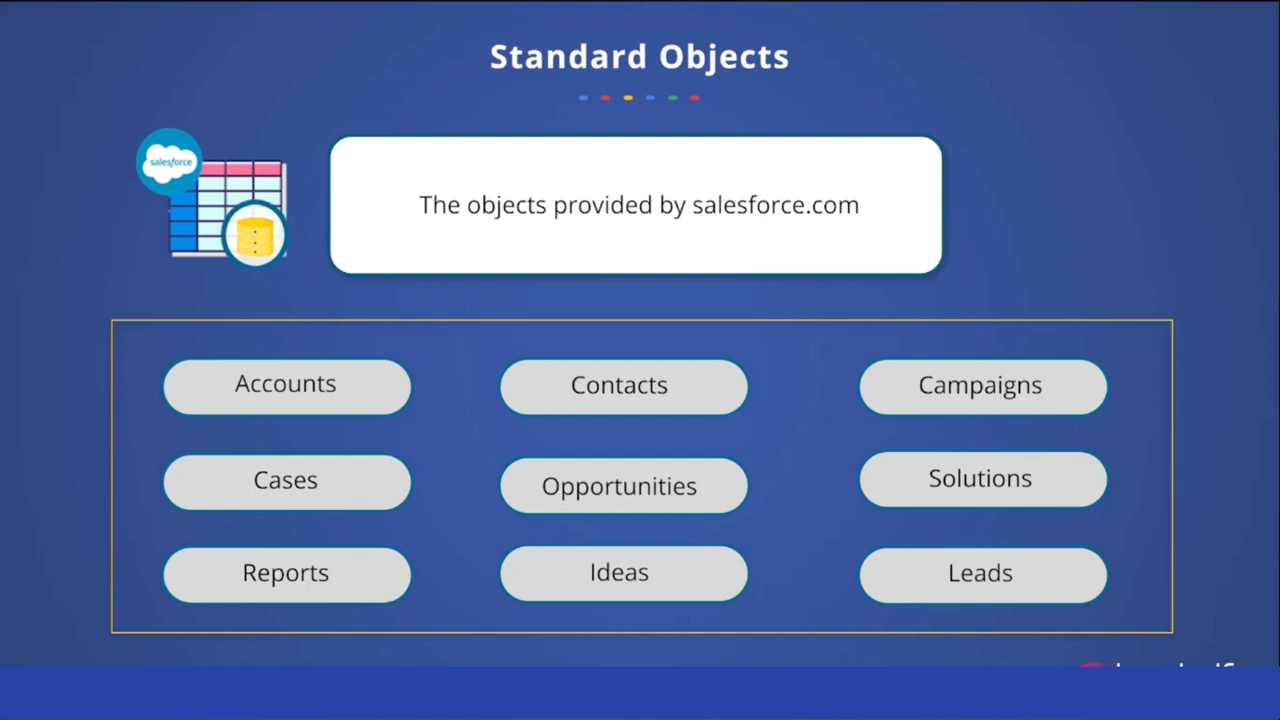 Standard Objects
salesforce
The objects provided by salesforce.com
Accounts
Contacts
Campaigns
Cases
Opportunities
Solutions
Reports
Ideas
Leads